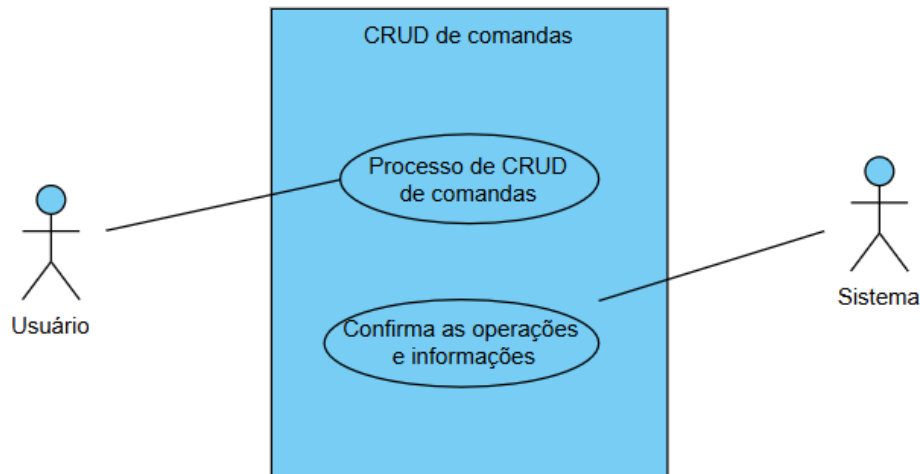 CRUD de comandas
Processo de CRUD
de comandas
Usuário
Sistema
Confirma as operações
e informações